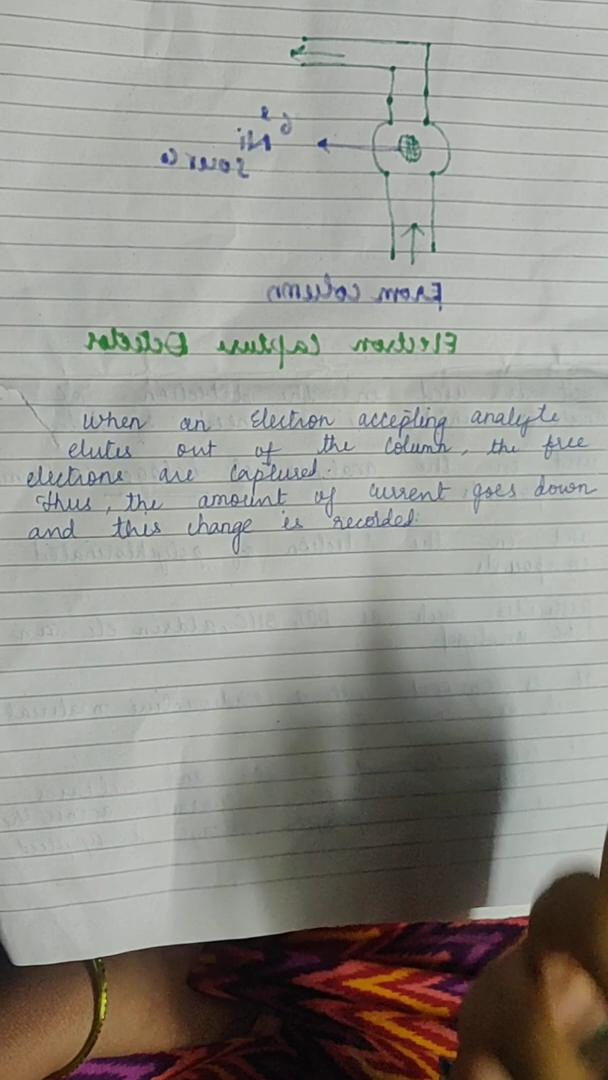 Ni
Source
From column
Electron Capture Detector
When an Electron accepting analyte
elutes out of the column, the free
electrons are captured.
Thus, the amount of current goes down
and this change is recorded.